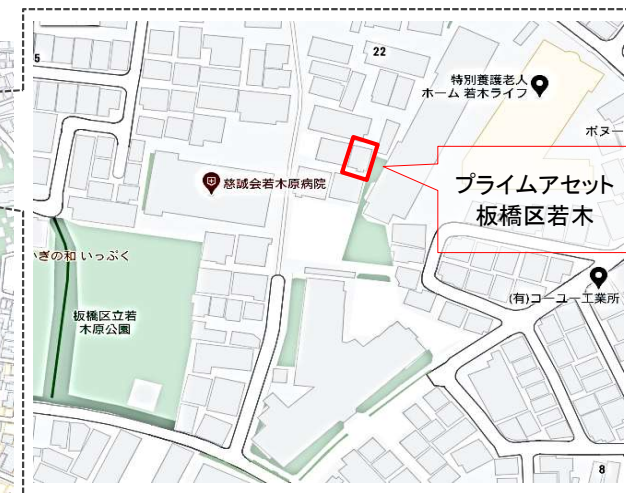 5
22
特別養護老人
ホーム 若木ライフ
ボヌー
慈誠会若木原病院
プライムアセット
板橋区若木
ぎの和 いっぷく
(有)コーユー工業所
板橋区立若
木原公園
8